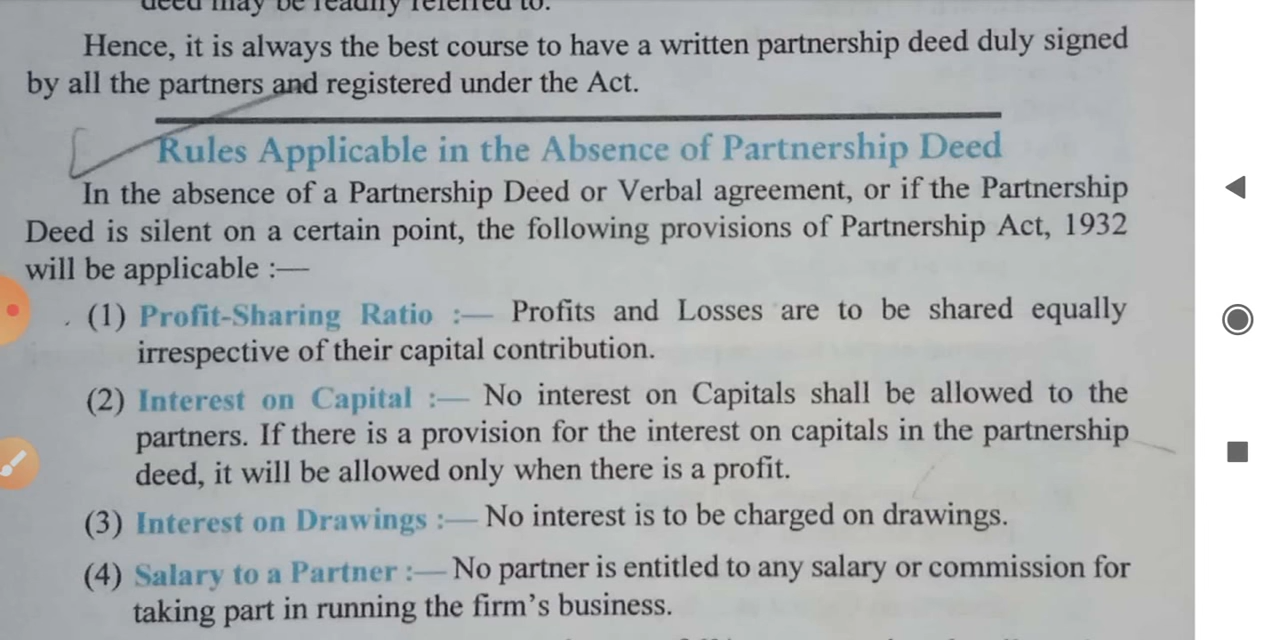 deed may be readily referred to.
Hence, it is always the best course to have a written partnership deed duly signed
by all the partners and registered under the Act.
Rules Applicable in the Absence of Partnership Deed
In the absence of a Partnership Deed or Verbal agreement, or if the Partnership
Deed is silent on a certain point, the following provisions of Partnership Act, 1932
will be applicable :—
(1) Profit-Sharing Ratio :— Profits and Losses are to be shared equally
irrespective of their capital contribution.
(2) Interest on Capital :— No interest on Capitals shall be allowed to the
partners. If there is a provision for the interest on capitals in the partnership
deed, it will be allowed only when there is a profit.
(3) Interest on Drawings :— No interest is to be charged on drawings.
(4) Salary to a Partner :— No partner is entitled to any salary or commission for
taking part in running the firm's business.